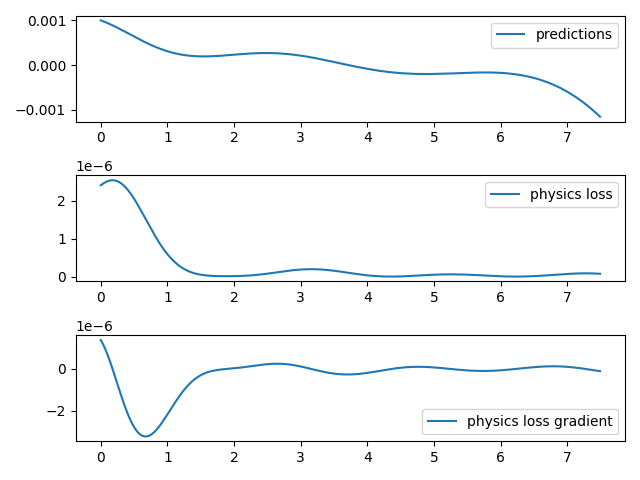 0.001
0.000
−0.001
predictions
0 1 2 3 4 5 6 7
1e−6
2
1
0
physics loss
0 1 2 3 4 5 6 7
1e−6
0
−2
physics loss gradient
0 1 2 3 4 5 6 7